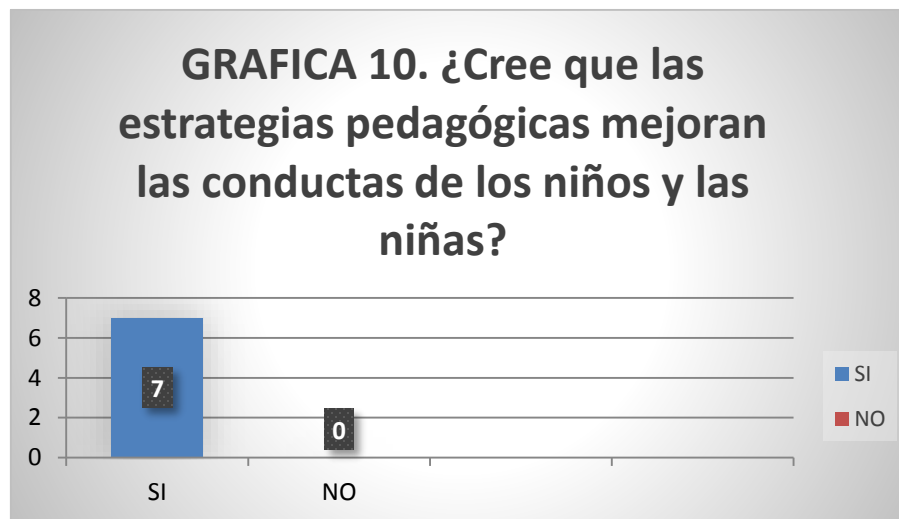 GRAFICA 10. ¿Cree que las
estrategias pedagógicas mejoran
las conductas de los niños y las
niñas?
8
6
4
2
0
7
0
SI
NO
SI
NO